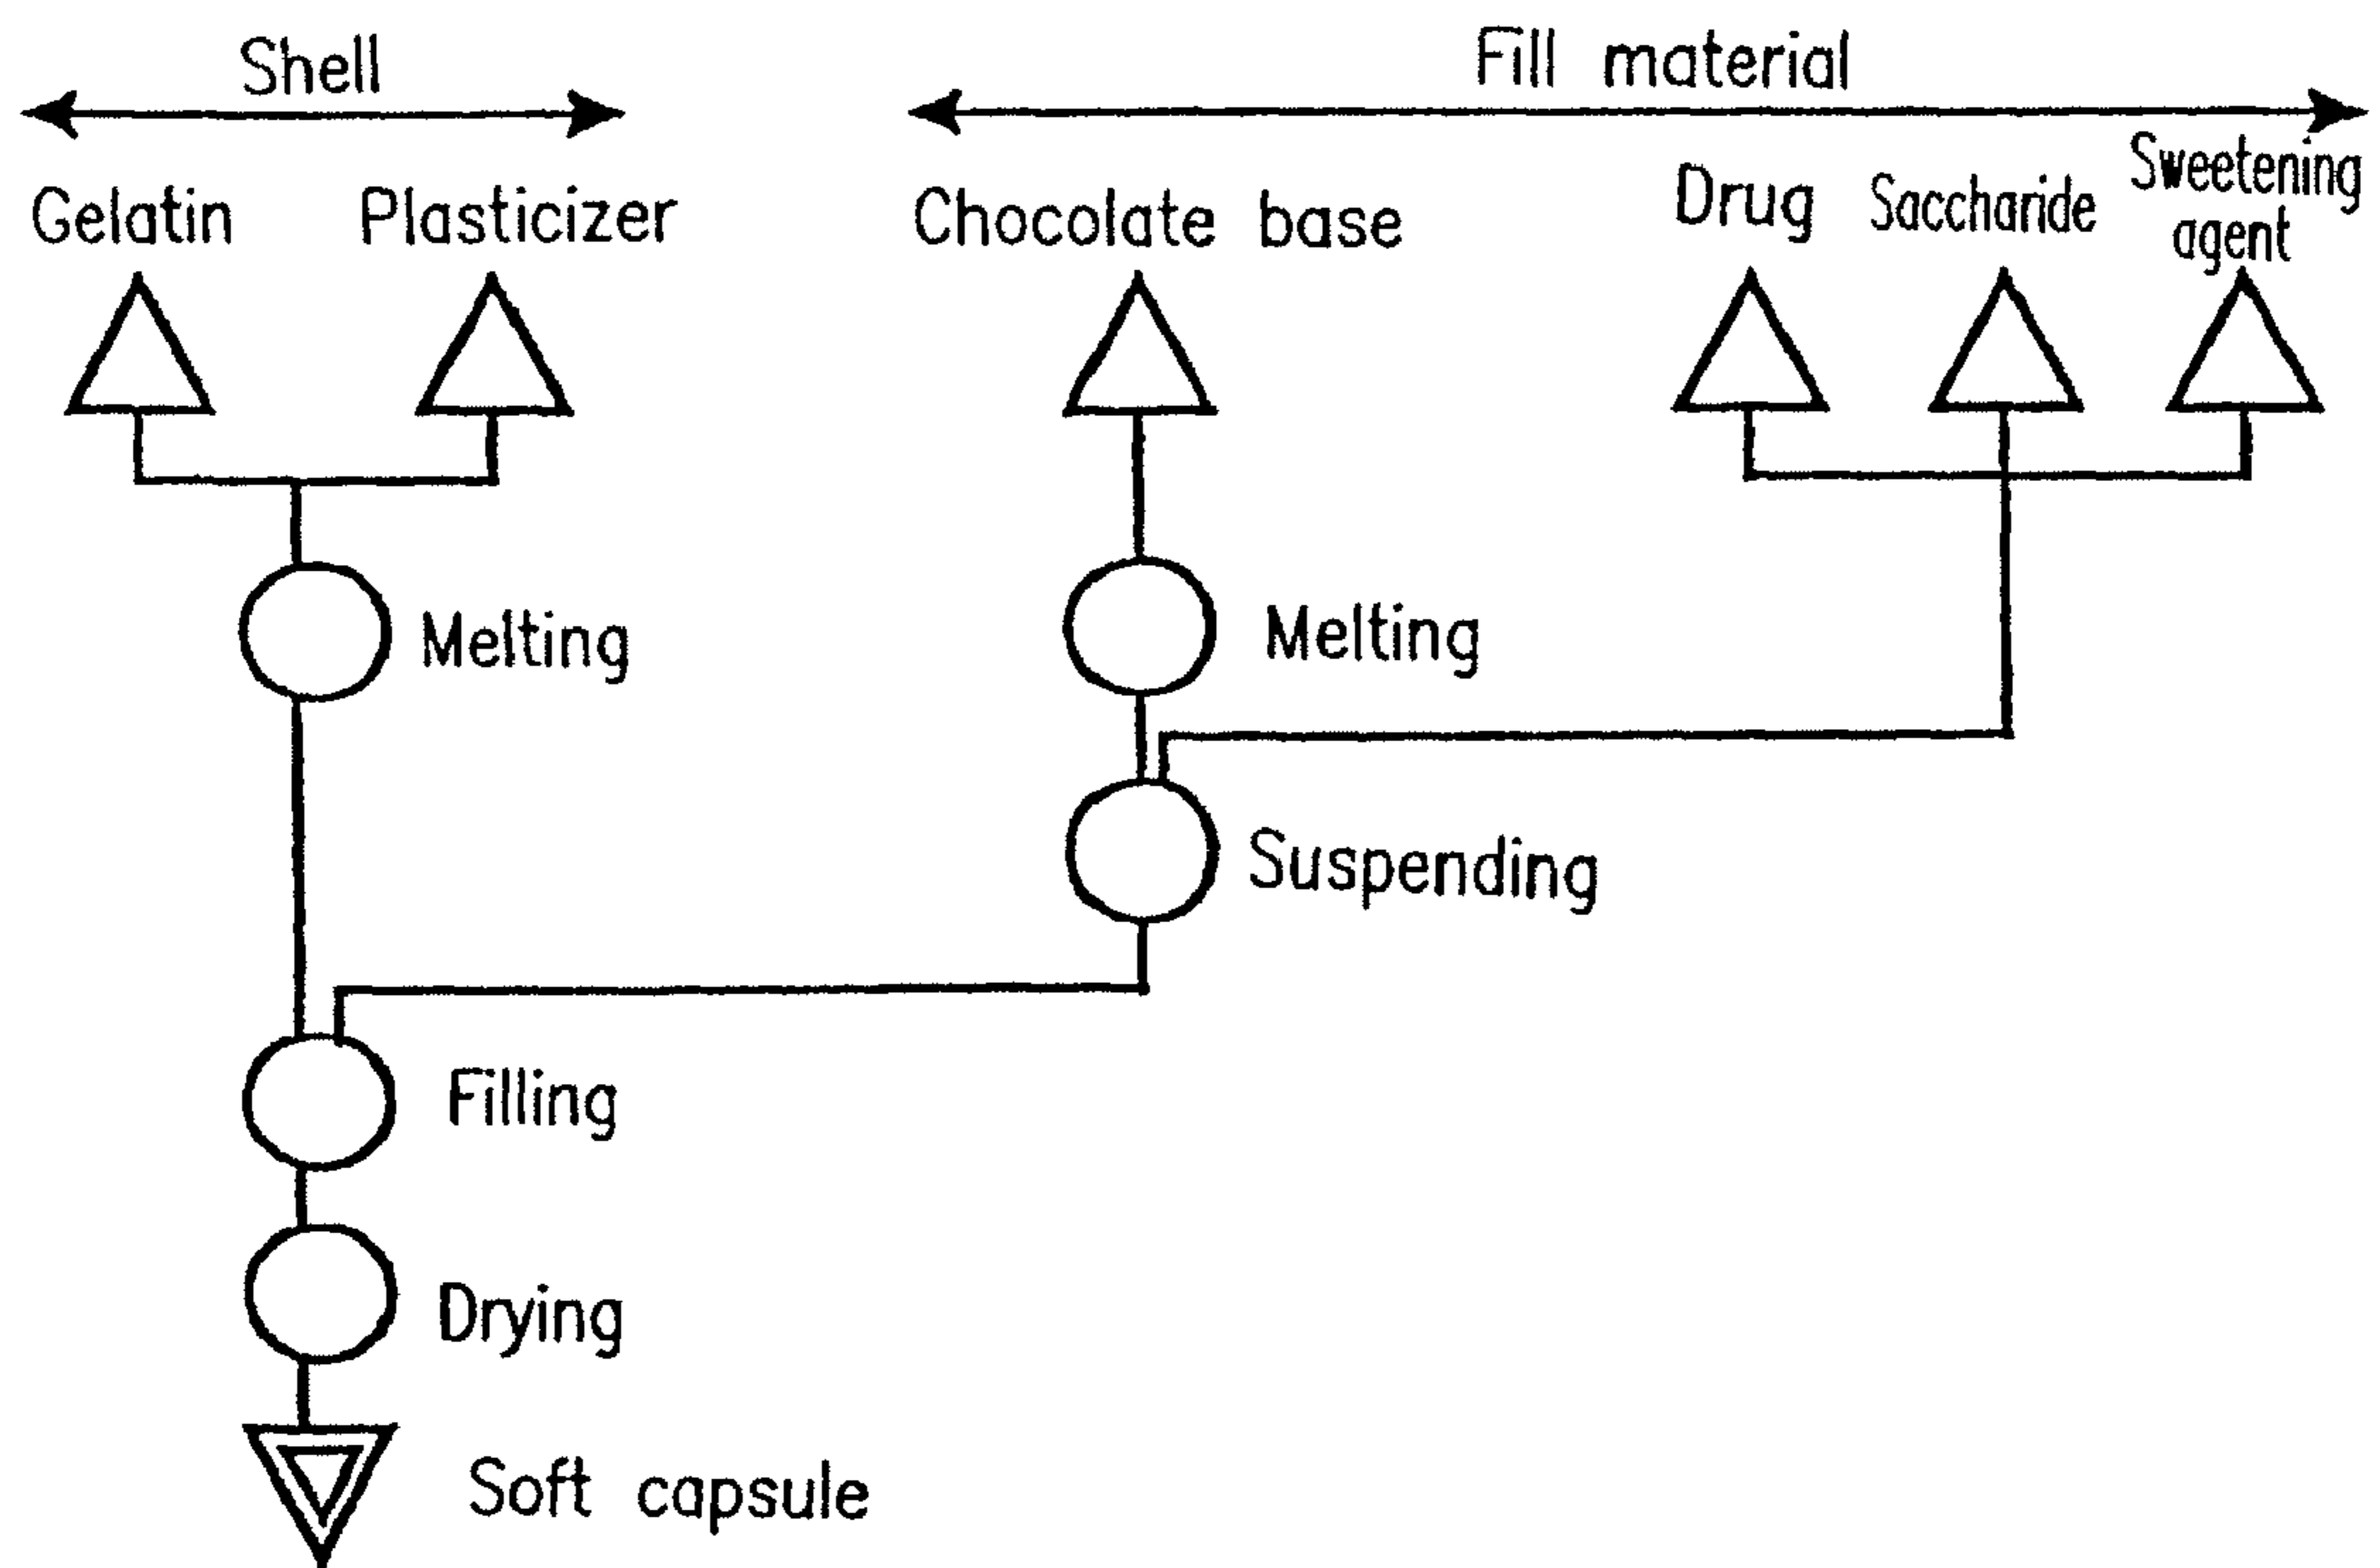 Shell
Fill material
Gelatin
Plasticizer
Chocolate base
Drug
Saccharide
Sweetening
agent
Melting
Melting
Suspending
Filling
Drying
Soft capsule